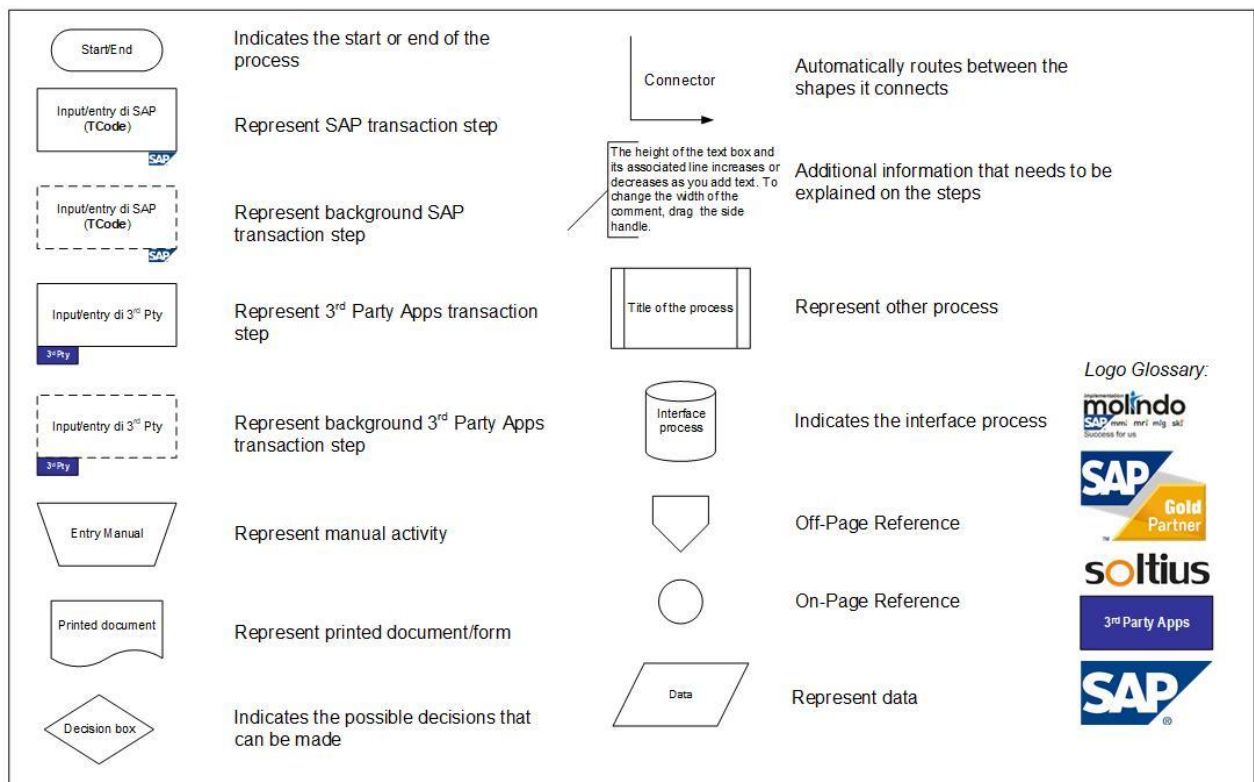 Start/End
Indicates the start or end of the
process
Input/entry di SAP
(TCode)
SAP
Represent SAP transaction step
Input/entry di SAP
(TCode)
SAP
Represent background SAP
transaction step
Input/entry di 3rd Pty
3rd Pty
Represent 3rd Party Apps transaction
step
Input/entry di 3rd Pty
3rd Pty
Represent background 3rd Party Apps
transaction step
Entry Manual
Represent manual activity
Printed document
Represent printed document/form
Decision box
Indicates the possible decisions that
can be made
Connector
Automatically routes between the
shapes it connects
The height of the text box and
its associated line increases or
decreases as you add text. To
change the width of the
comment, drag the side
handle.
Additional information that needs to be
explained on the steps
Title of the process
Represent other process
Interface
process
Indicates the interface process
Off-Page Reference
On-Page Reference
Data
Represent data
Logo Glossary:
implementation
molindo
SAP mmi mri mlg ski
Success for us
SAP
Gold
Partner
™
soltius
3rd Party Apps
SAP
®